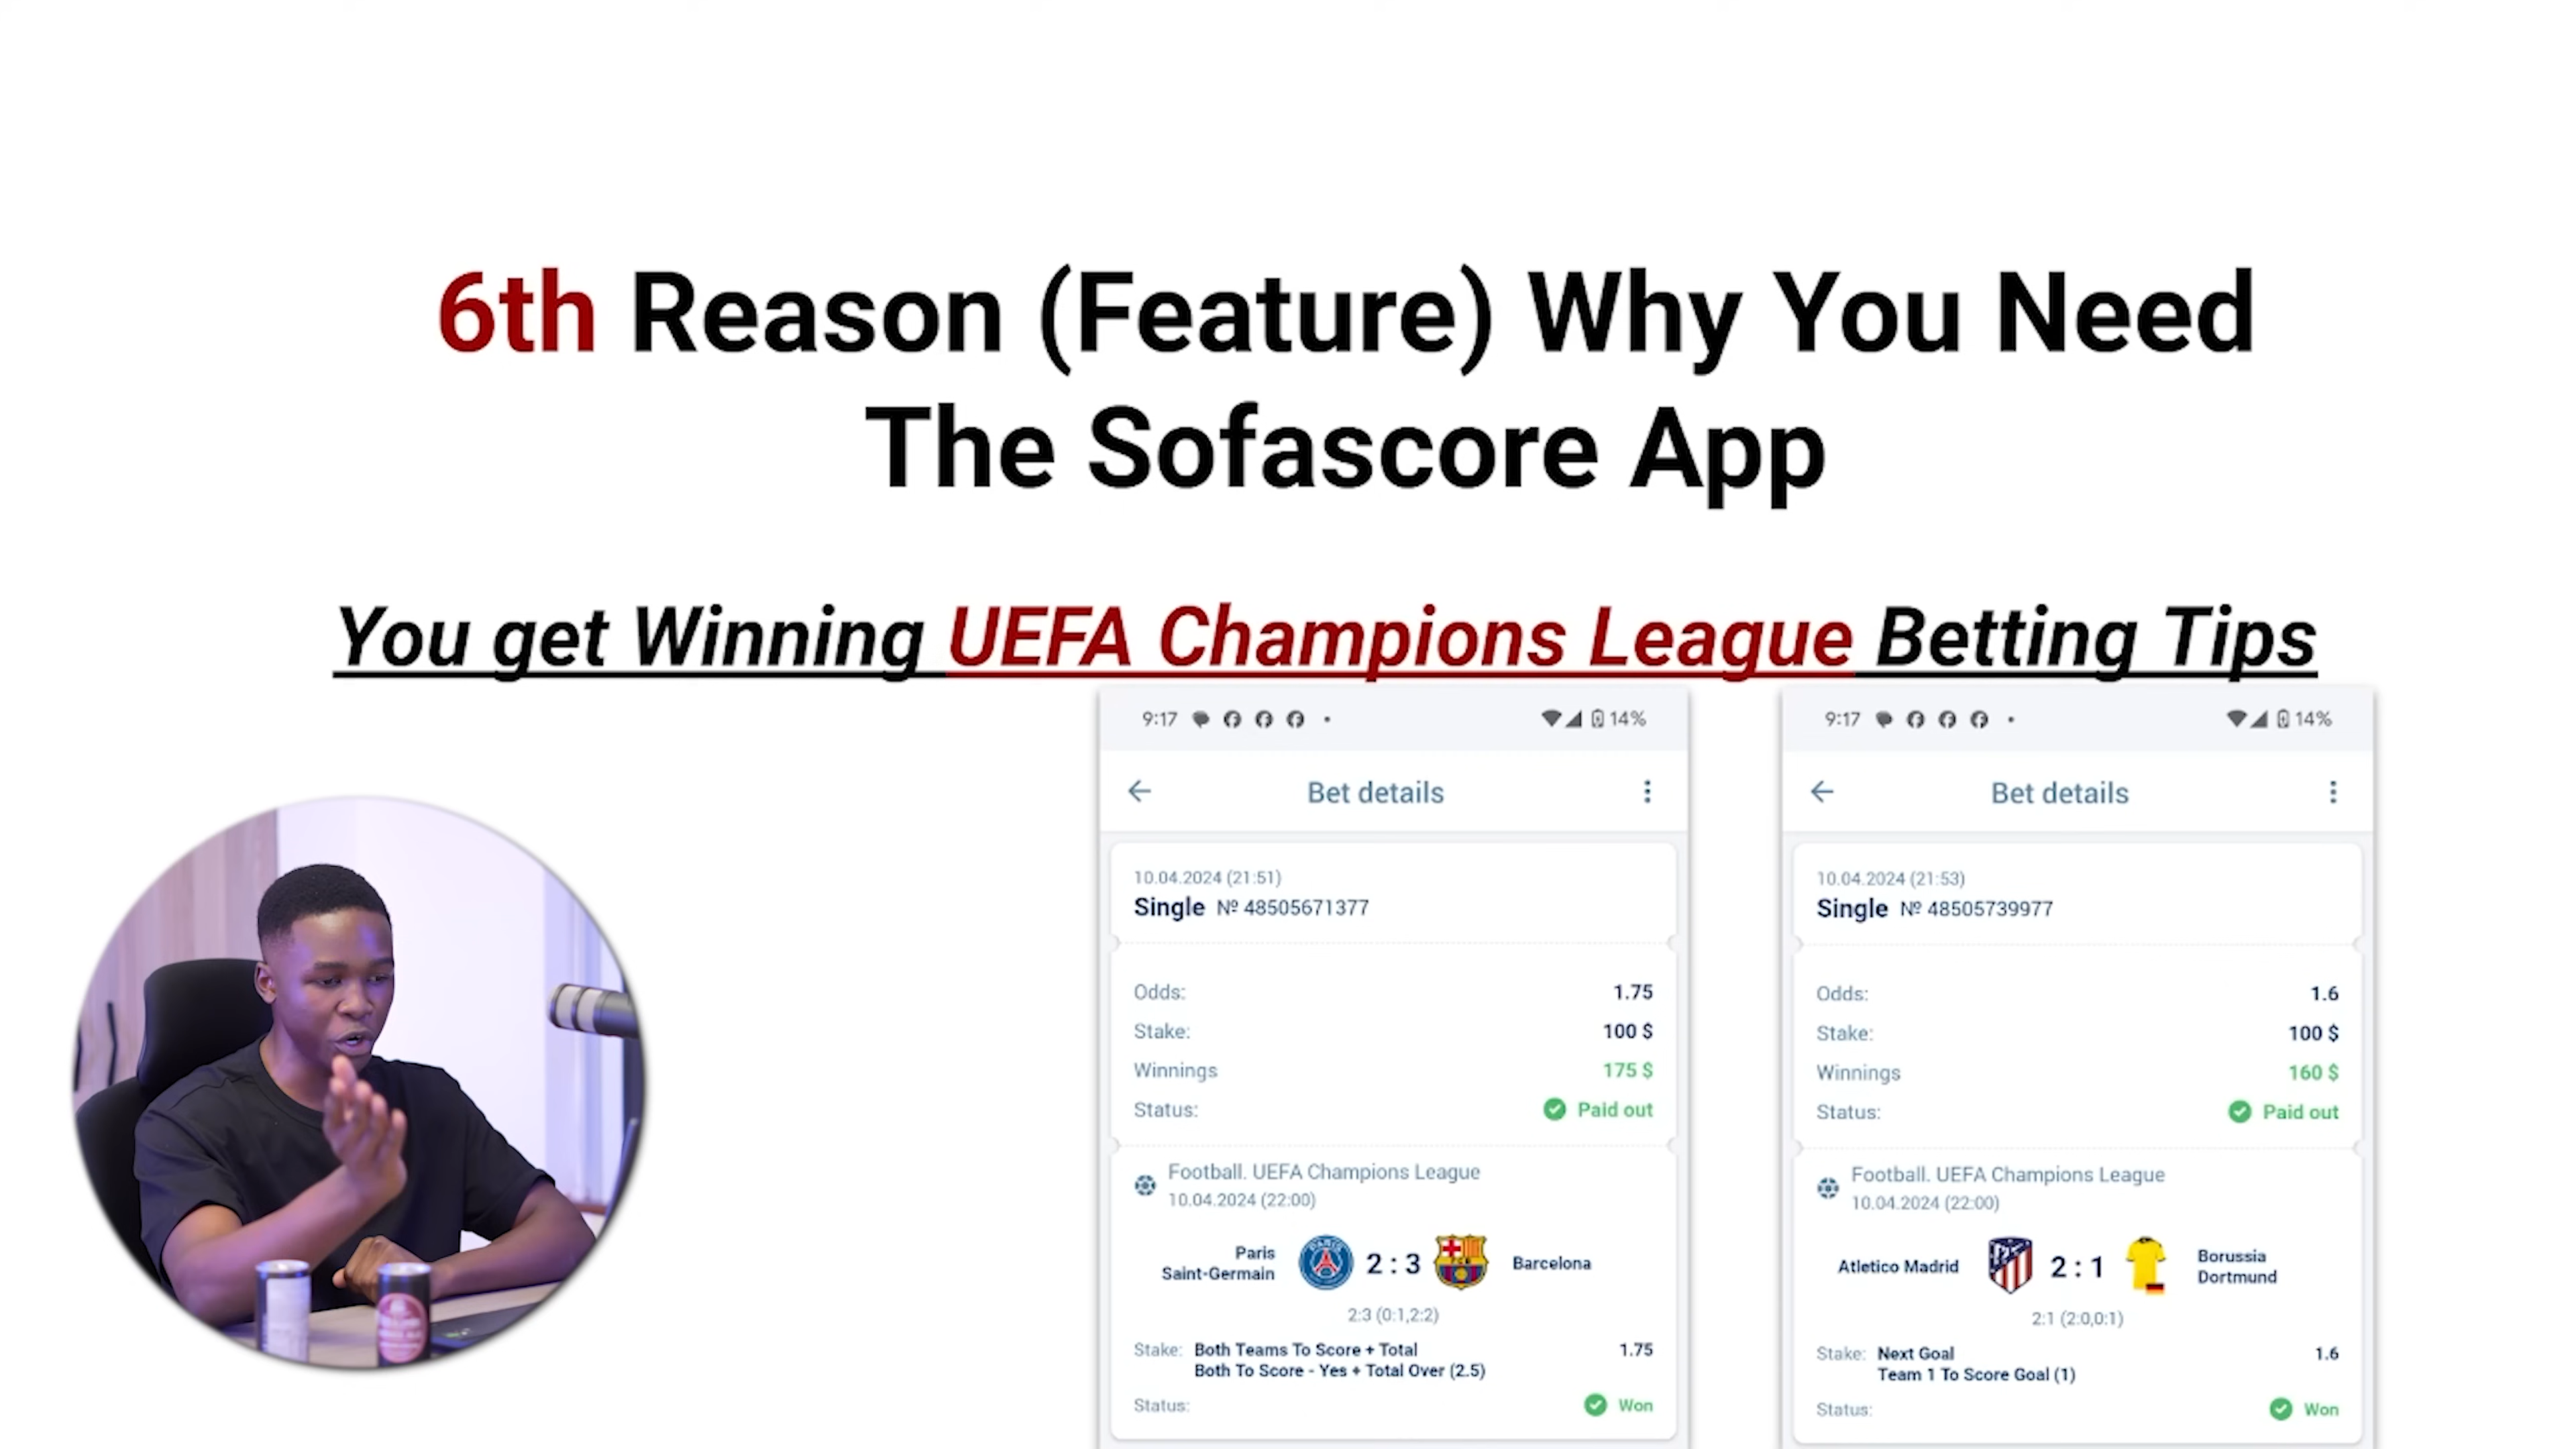 6th Reason (Feature) Why You Need
The Sofascore App
You get Winning UEFA Champions League Betting Tips
9:17 14%
Bet details
10.04.2024 (21:51)
Single № 48505671377
Odds: 1.75
Stake: 100 $
Winnings 175 $
Status: Paid out
Football. UEFA Champions League
10.04.2024 (22:00)
Paris
Saint-Germain
2 : 3
Barcelona
2:3 (0:1,2:2)
Stake: Both Teams To Score + Total 1.75
Both To Score - Yes + Total Over (2.5)
Status: Won
9:17 14%
Bet details
10.04.2024 (21:53)
Single № 48505739977
Odds: 1.6
Stake: 100 $
Winnings 160 $
Status: Paid out
Football. UEFA Champions League
10.04.2024 (22:00)
Atletico Madrid
2 : 1
Borussia
Dortmund
2:1 (2:0,0:1)
Stake: Next Goal 1.6
Team 1 To Score Goal (1)
Status: Won